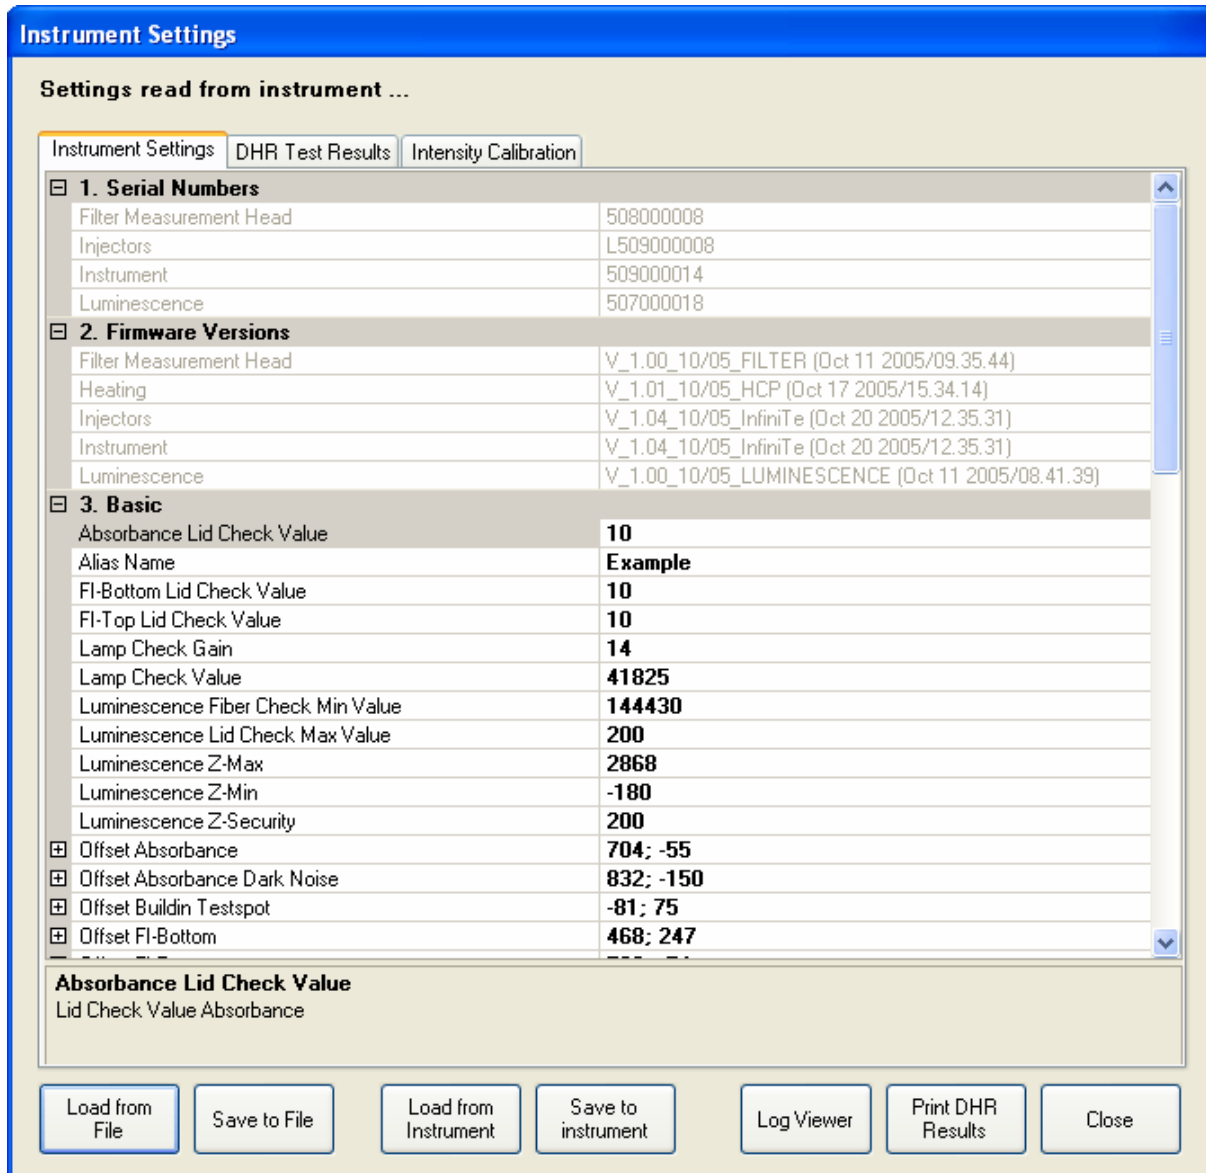 Instrument Settings
Settings read from instrument ...
Instrument Settings DHR Test Results Intensity Calibration
1. Serial Numbers
Filter Measurement Head 508000008
Injectors L509000008
Instrument 509000014
Luminescence 507000018
2. Firmware Versions
Filter Measurement Head V_1.00_10/05_FILTER (Oct 11 2005/09.35.44)
Heating V_1.01_10/05_HCP (Oct 17 2005/15.34.14)
Injectors V_1.04_10/05_InfiniTe (Oct 20 2005/12.35.31)
Instrument V_1.04_10/05_InfiniTe (Oct 20 2005/12.35.31)
Luminescence V_1.00_10/05_LUMINESCENCE (Oct 11 2005/08.41.39)
3. Basic
Absorbance Lid Check Value 10
Alias Name Example
FI-Bottom Lid Check Value 10
FI-Top Lid Check Value 10
Lamp Check Gain 14
Lamp Check Value 41825
Luminescence Fiber Check Min Value 144430
Luminescence Lid Check Max Value 200
Luminescence Z-Max 2868
Luminescence Z-Min -180
Luminescence Z-Security 200
Offset Absorbance 704; -55
Offset Absorbance Dark Noise 832; -150
Offset Buildin Testspot -81; 75
Offset FI-Bottom 468; 247
Absorbance Lid Check Value
Lid Check Value Absorbance
Load from File Save to File Load from Instrument Save to instrument Log Viewer Print DHR Results Close